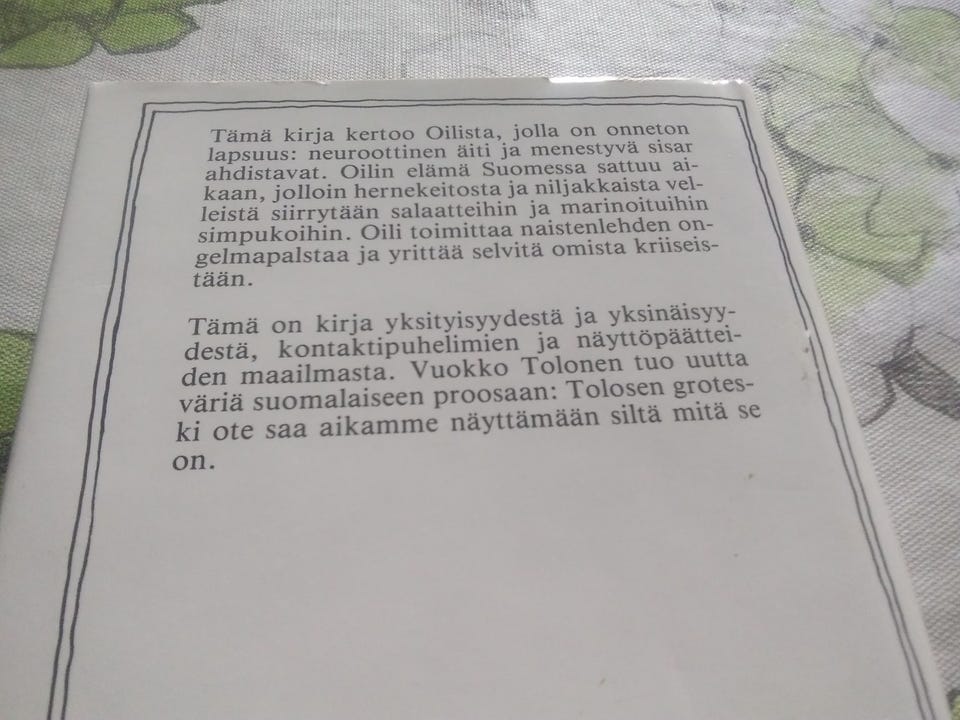 Tämä kirja kertoo Oilista, jolla on onneton
lapsuus: neuroottinen äiti ja menestyvä sisar
ahdistavat. Oilin elämä Suomessa sattuu ai-
kaan, jolloin hernekeitosta ja niljakkaista vel-
leistä siirrytään salaatteihin ja marinoituihin
simpukoihin. Oili toimittaa naistenlehden on-
gelmapalstaa ja yrittää selvitä omista kriiseis-
tään.
Tämä on kirja yksityisyydestä ja yksinäisyy-
destä, kontaktipuhelimien ja näyttöpäättei-
den maailmasta. Vuokko Tolonen tuo uutta
väriä suomalaiseen proosaan: Tolosen grotes-
ki ote saa aikamme näyttämään siltä mitä se
on.